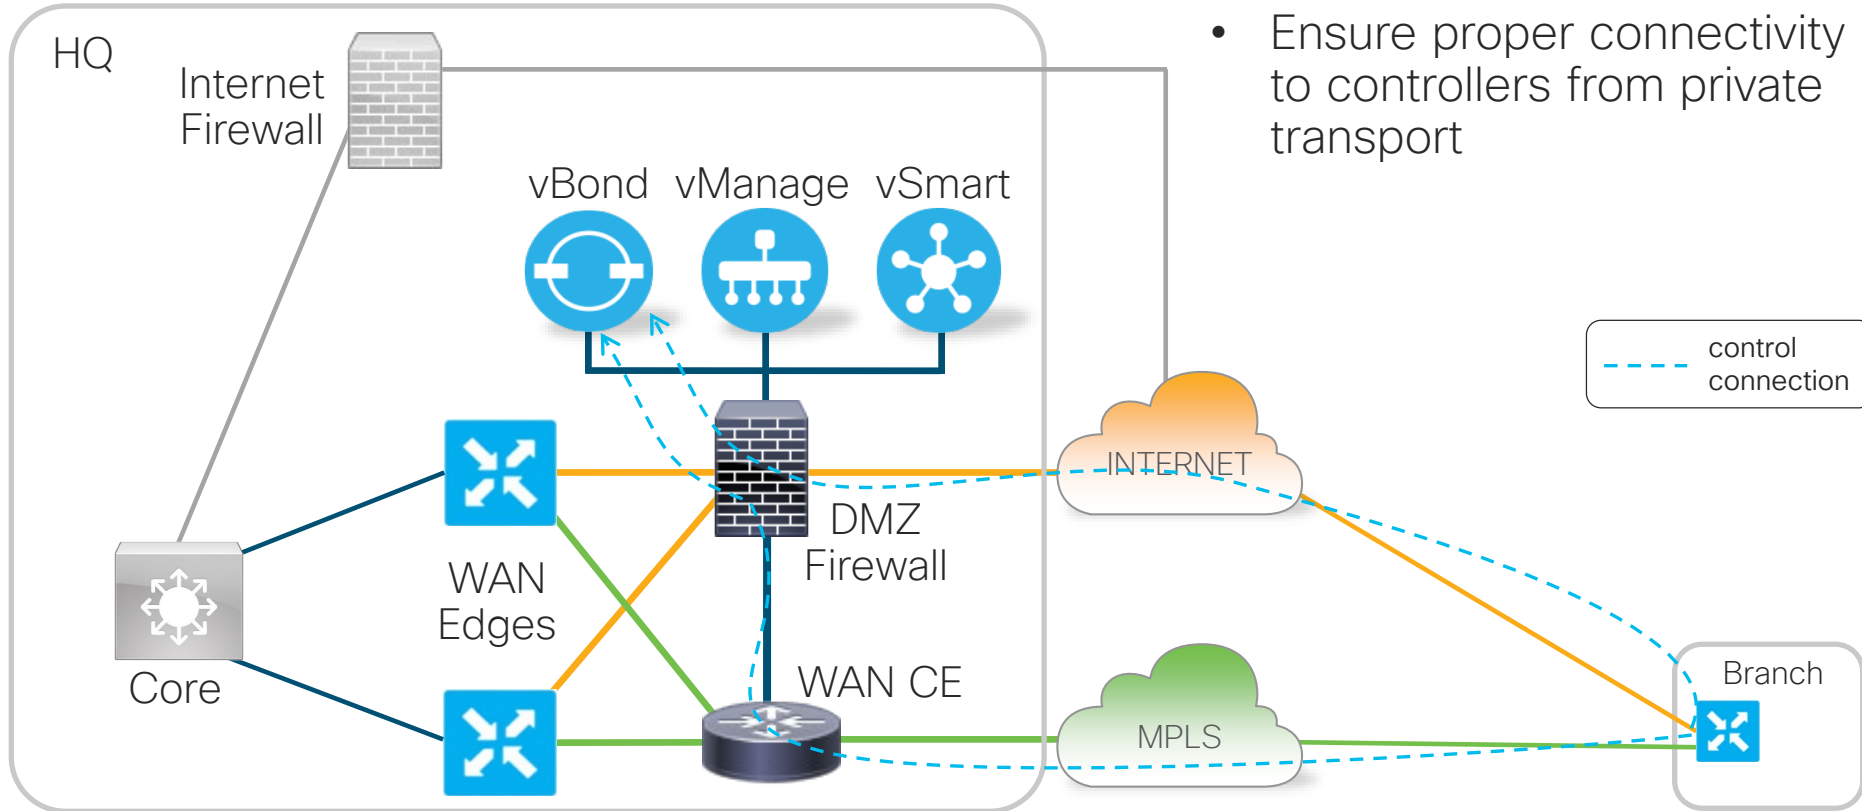 HQ
Internet
Firewall
• Ensure proper connectivity
to controllers from private
transport
vBond
vManage
vSmart
control
connection
INTERNET
DMZ
Firewall
WAN
Edges
Core
WAN CE
MPLS
Branch